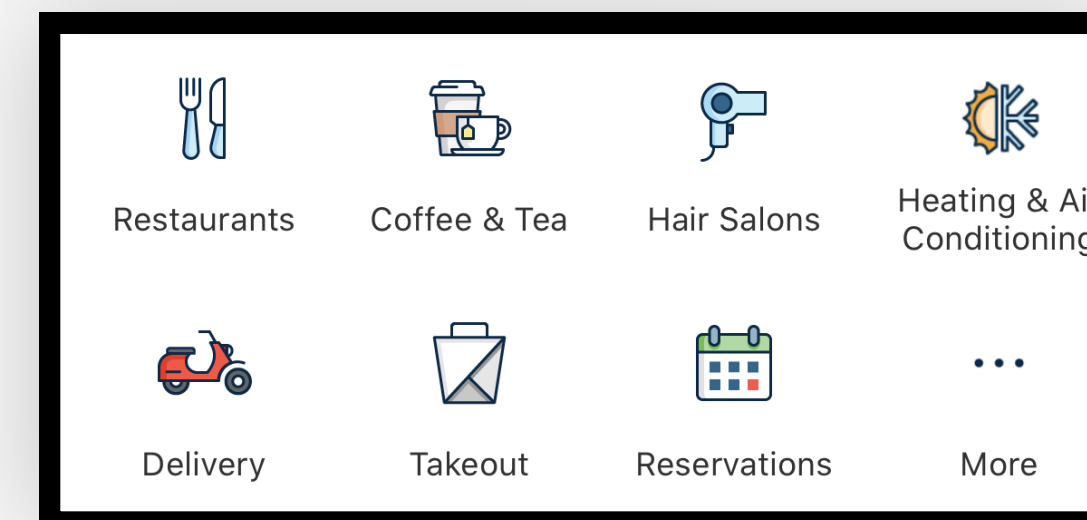 Restaurants
Coffee & Tea
Hair Salons
Heating & Ai
Conditioning
Delivery
Takeout
Reservations
More